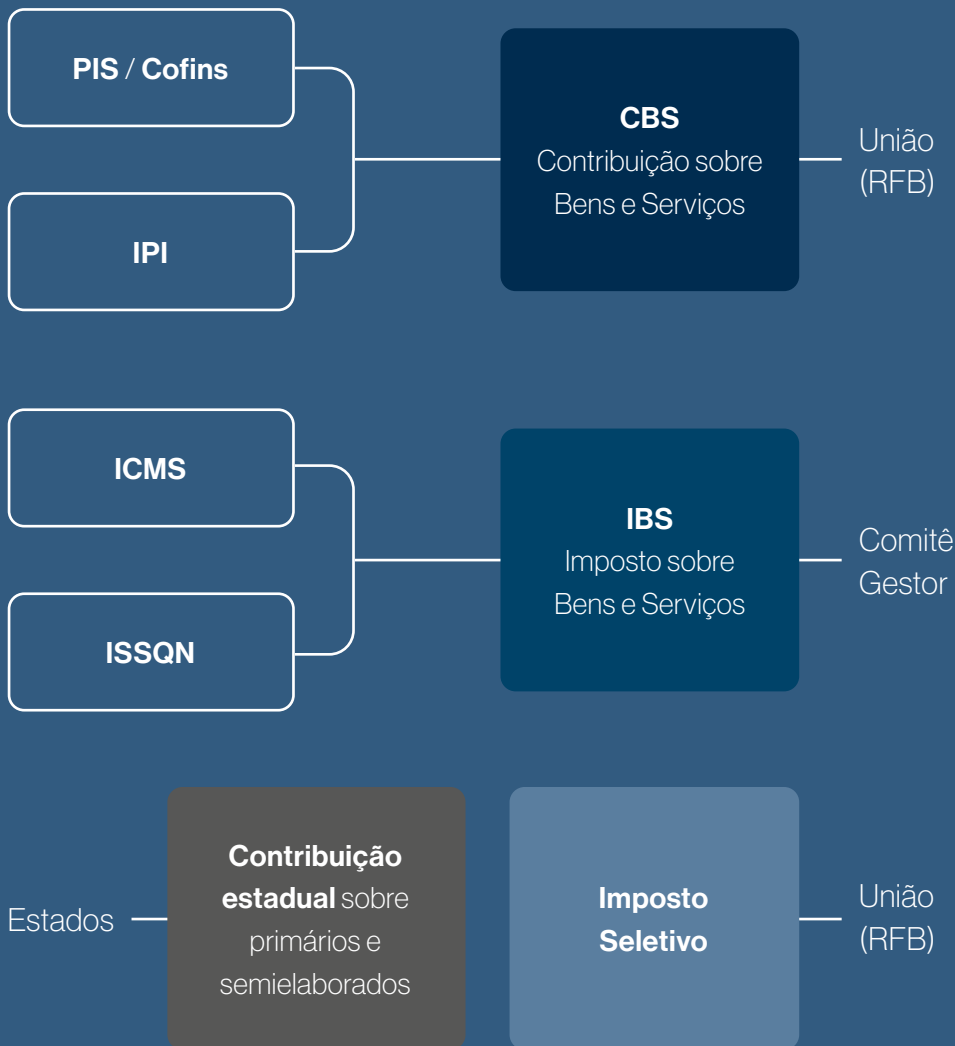 PIS / Cofins
IPI
CBS
Contribuição sobre
Bens e Serviços
União
(RFB)
ICMS
ISSQN
IBS
Imposto sobre
Bens e Serviços
Comitê
Gestor
Estados
Contribuição
estadual sobre
primários e
semielaborados
Imposto
Seletivo
União
(RFB)